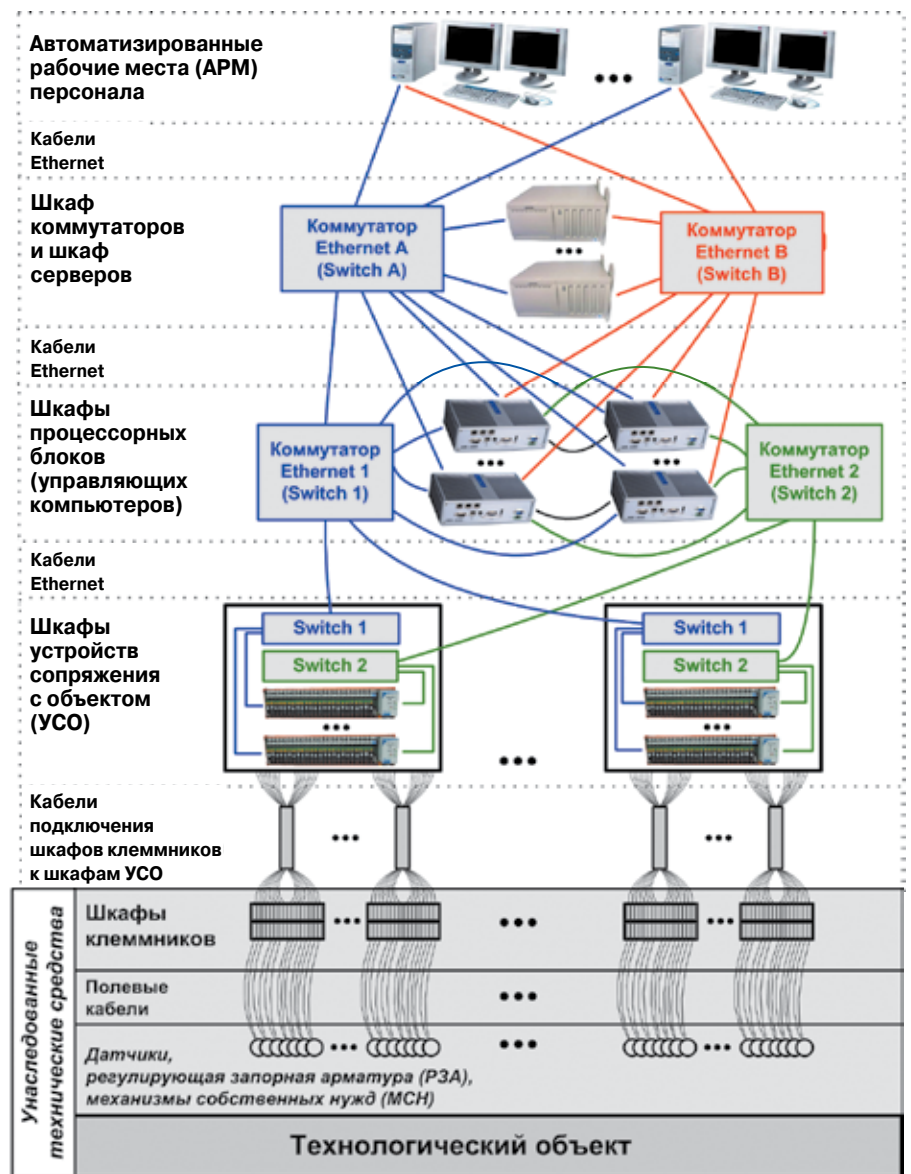 Автоматизированные
рабочие места (АРМ)
персонала
Кабели
Ethernet
Шкаф
коммутаторов
и шкаф
серверов
Коммутатор
Ethernet A
(Switch A)
Коммутатор
Ethernet B
(Switch B)
Кабели
Ethernet
Шкафы
процессорных
блоков
(управляющих
компьютеров)
Коммутатор
Ethernet 1
(Switch 1)
Коммутатор
Ethernet 2
(Switch 2)
Кабели
Ethernet
Шкафы
устройств
сопряжения
с объектом
(УСО)
Switch 1
Switch 2
Switch 1
Switch 2
Кабели
подключения
шкафов клеммников
к шкафам УСО
Унаследованные
технические средства
Шкафы
клеммников
Полевые
кабели
Датчики,
регулирующая запорная арматура (РЗА),
механизмы собственных нужд (МСН)
Технологический объект